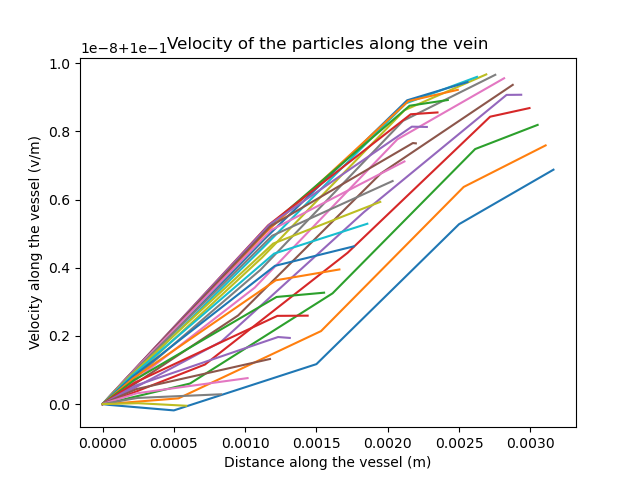 Velocity of the particles along the vein
1e−8+1e−1
1.0
0.8
0.6
0.4
0.2
0.0
Velocity along the vessel (v/m)
0.0000 0.0005 0.0010 0.0015 0.0020 0.0025 0.0030
Distance along the vessel (m)